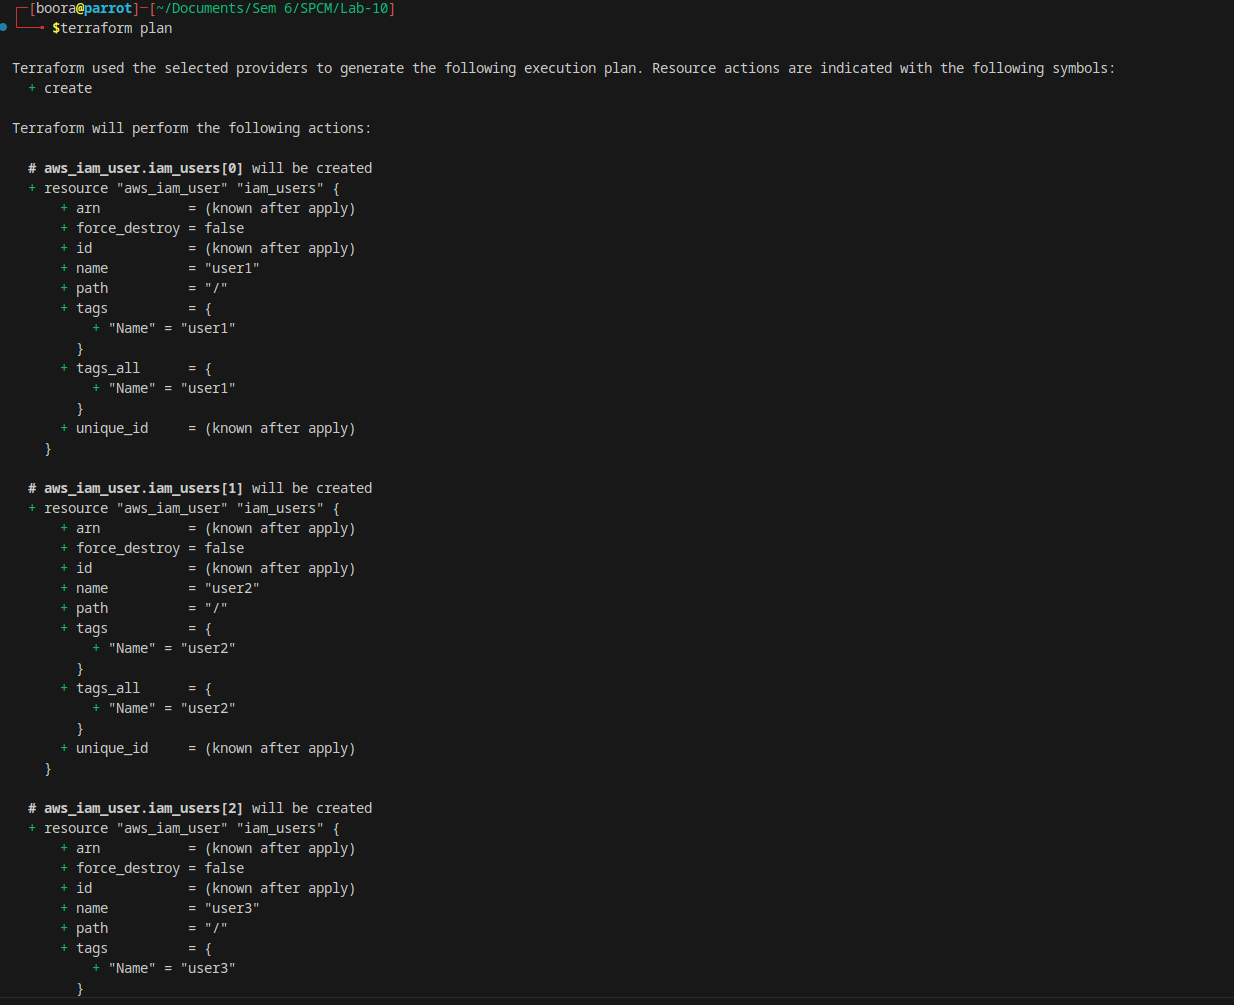 [boora@parrot]-[~/Documents/Sem 6/SPCM/Lab-10]
$terraform plan
Terraform used the selected providers to generate the following execution plan. Resource actions are indicated with the following symbols:
+ create
Terraform will perform the following actions:
# aws_iam_user.iam_users[0] will be created
+ resource "aws_iam_user" "iam_users" {
+ arn = (known after apply)
+ force_destroy = false
+ id = (known after apply)
+ name = "user1"
+ path = "/"
+ tags = {
+ "Name" = "user1"
}
+ tags_all = {
+ "Name" = "user1"
}
+ unique_id = (known after apply)
}
# aws_iam_user.iam_users[1] will be created
+ resource "aws_iam_user" "iam_users" {
+ arn = (known after apply)
+ force_destroy = false
+ id = (known after apply)
+ name = "user2"
+ path = "/"
+ tags = {
+ "Name" = "user2"
}
+ tags_all = {
+ "Name" = "user2"
}
+ unique_id = (known after apply)
}
# aws_iam_user.iam_users[2] will be created
+ resource "aws_iam_user" "iam_users" {
+ arn = (known after apply)
+ force_destroy = false
+ id = (known after apply)
+ name = "user3"
+ path = "/"
+ tags = {
+ "Name" = "user3"
}